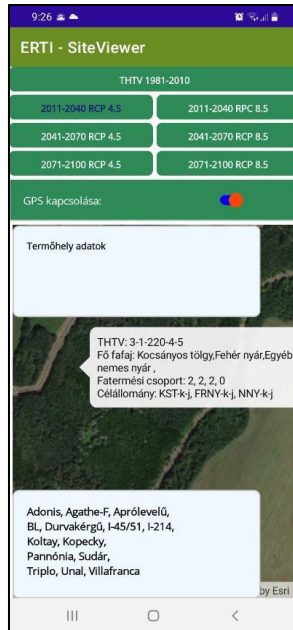 9:26
ERTI - SiteViewer
THTV 1981-2010
2011-2040 RCP 4.5
2011-2040 RPC 8.5
2041-2070 RCP 4.5
2041-2070 RCP 8.5
2071-2100 RCP 4.5
2071-2100 RCP 8.5
GPS kapcsolása:
Termőhely adatok
THTV: 3-1-220-4-5
Fő fafaj: Kocsányos tölgy,Fehér nyár,Egyéb
nemes nyár ,
Fatermési csoport: 2, 2, 2, 0
Célállomány: KST-k-j, FRNY-k-j, NNY-k-j
Adonis, Agathe-F, Aprólevelű,
BL, Durvakérgű, I-45/51, I-
214,
Koltay, Kopecky,
Pannónia, Sudár,
Triplo, Unal, Villafranca
by Esri